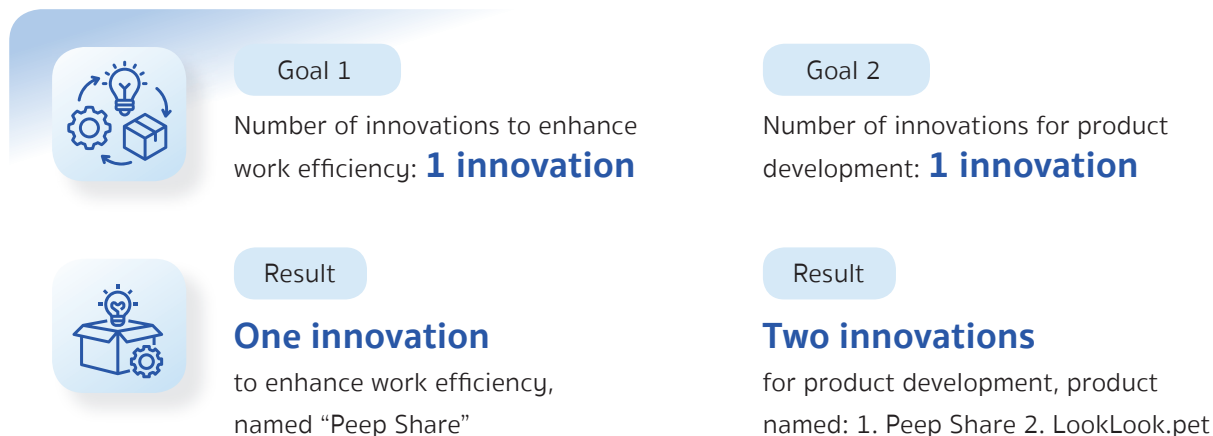 Goal 1
Number of innovations to enhance
work efficiency: 1 innovation
Goal 2
Number of innovations for product
development: 1 innovation
Result
One innovation
to enhance work efficiency,
named “Peep Share”
Result
Two innovations
for product development, product
named: 1. Peep Share 2. LookLook.pet